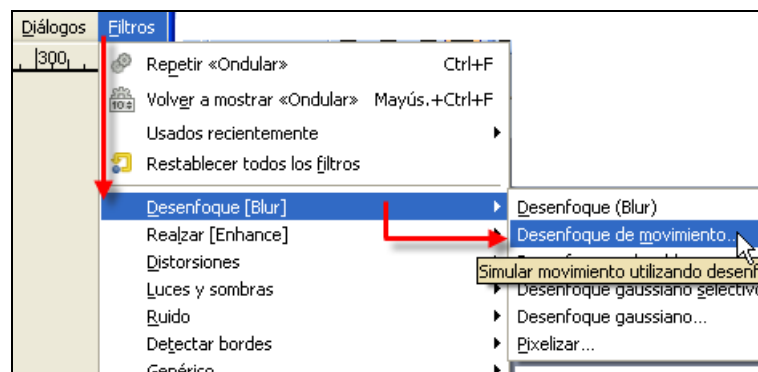 Diálogos Filtros
300
Repetir «Ondular» Ctrl+F
Volver a mostrar «Ondular» Mayús.+Ctrl+F
Usados recientemente
Restablecer todos los filtros
Desenfoque [Blur]
Desenfoque (Blur)
Realzar [Enhance]
Desenfoque de movimiento...
Distorsiones
Simular movimiento utilizando desenf
Luces y sombras
Desenfoque gaussiano selectivo
Ruido
Desenfoque gaussiano...
Detectar bordes
Pixelizar...
Genérico